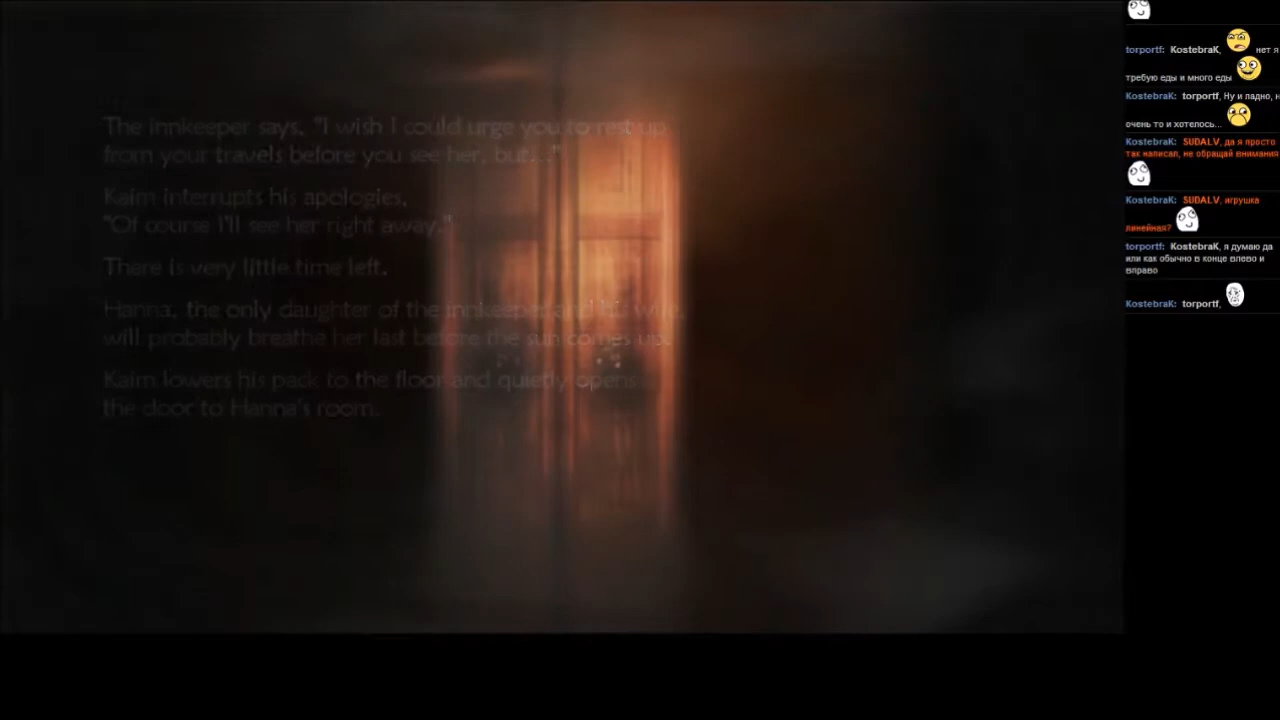 The innkeeper says, "I wish I could urge you to rest up
from your travels before you see her, but..."
Kaim interrupts his apologies,
"Of course I'll see her right away."
There is very little time left.
Hanna, the only daughter of the innkeeper and his wife,
will probably breathe her last before the sun comes up.
Kaim lowers his pack to the floor and quietly opens
the door to Hanna's room.
torportf: KostebraK, нет я
требую еды и много еды
KostebraK: torportf, Ну и ладно, н
очень то и хотелось...
KostebraK: SUDALV, да я просто
так написал, не обращай внимания
KostebraK: SUDALV, игрушка
линейная?
torportf: KostebraK, я думаю да
или как обычно в конце влево и
вправо
KostebraK: torportf,